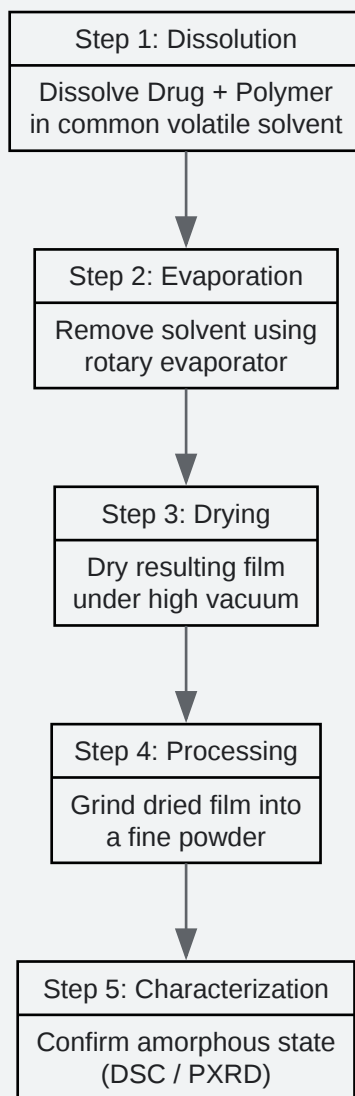 Step 1: Dissolution
Dissolve Drug + Polymer
in common volatile solvent
Step 2: Evaporation
Remove solvent using
rotary evaporator
Step 3: Drying
Dry resulting film
under high vacuum
Step 4: Processing
Grind dried film into
a fine powder
Step 5: Characterization
Confirm amorphous state
(DSC / PXRD)